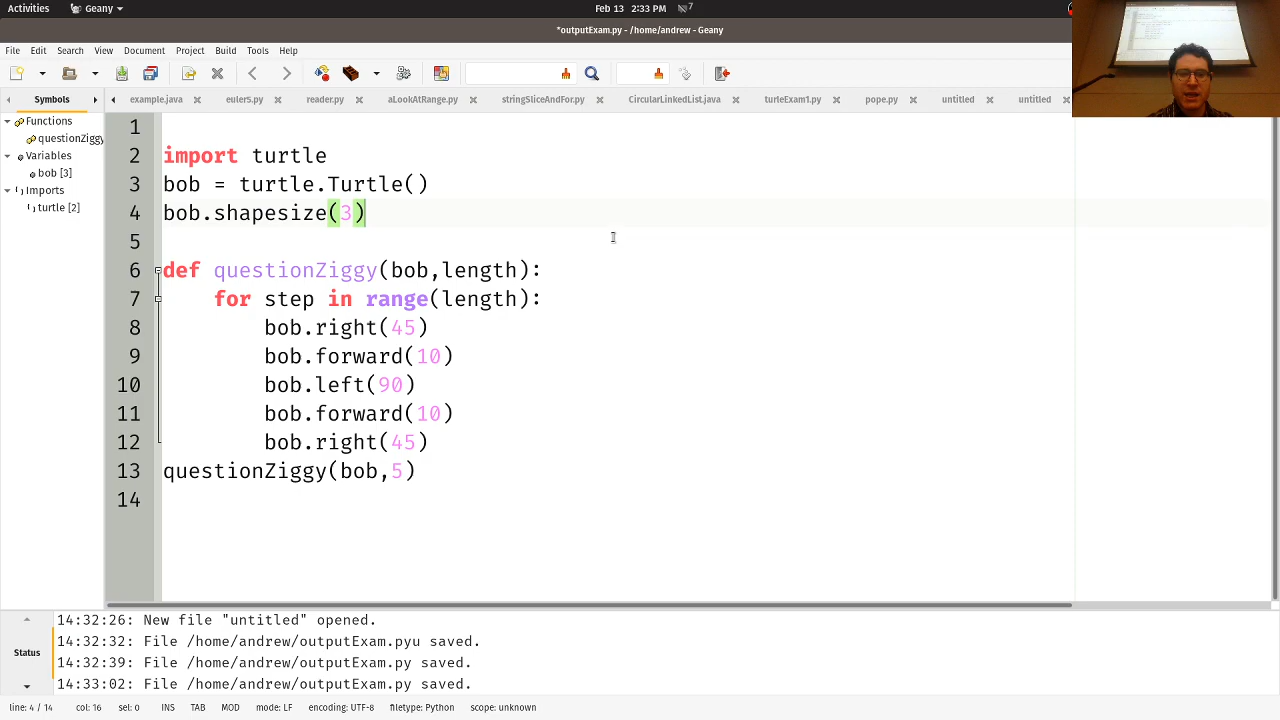 Activities
Geany
Feb 13 2:33 PM
*outputExam.py - /home/andrew - Geany
File Edit Search View Document Project Build Tools Help
Symbols
example.java
euler5.py
reader.py
aLookAtRange.py
stringSliceAndFor.py
CircularLinkedList.java
turtleExam1.py
pope.py
untitled
untitled
Functions
questionZiggy
Variables
bob [3]
Imports
turtle [2]
1
2 import turtle
3 bob = turtle.Turtle()
4 bob.shapesize(3)
5
6 def questionZiggy(bob,length):
7 for step in range(length):
8 bob.right(45)
9 bob.forward(10)
10 bob.left(90)
11 bob.forward(10)
12 bob.right(45)
13 questionZiggy(bob,5)
14
Status
14:32:26: New file "untitled" opened.
14:32:32: File /home/andrew/outputExam.pyu saved.
14:32:39: File /home/andrew/outputExam.py saved.
14:33:02: File /home/andrew/outputExam.py saved.
line: 4 / 14 col: 16 sel: 0 INS TAB MOD mode: LF encoding: UTF-8 filetype: Python scope: unknown